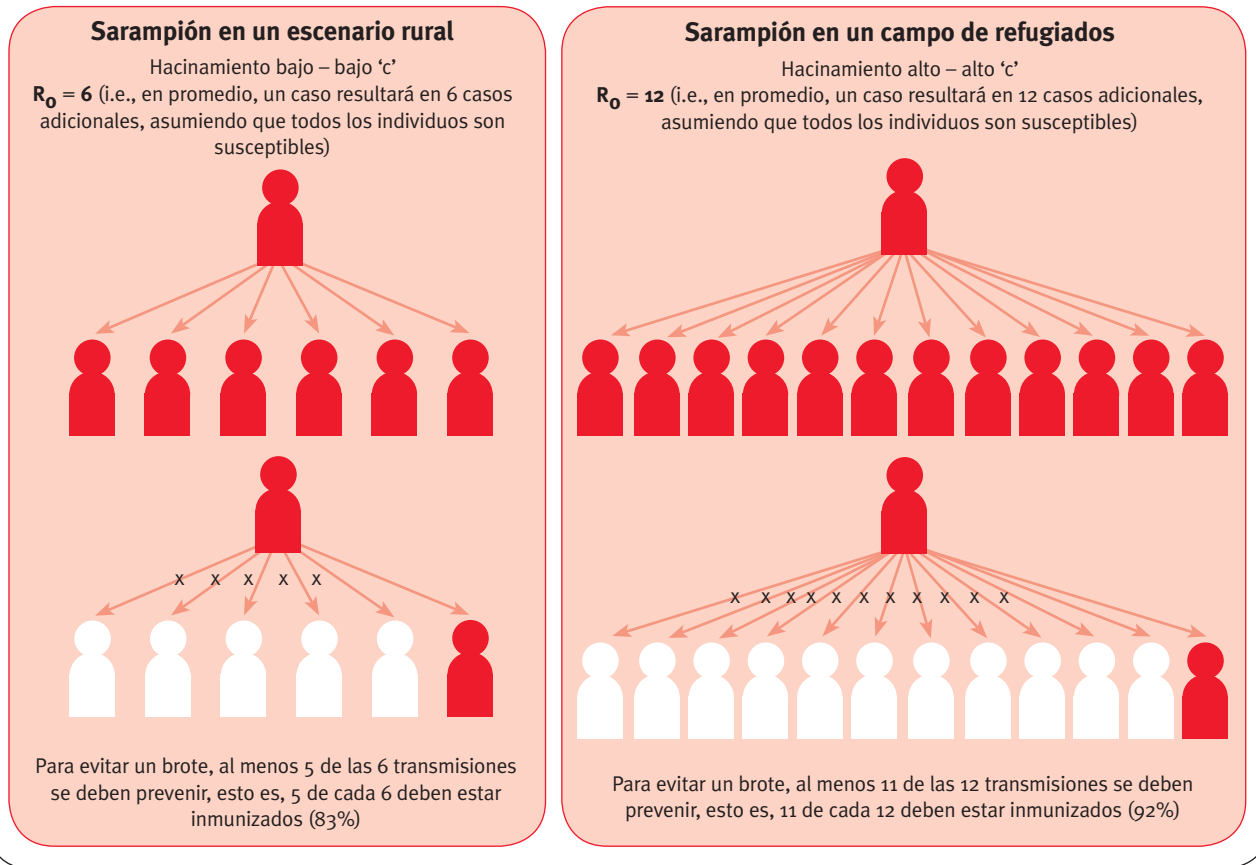 Sarampión en un escenario rural
Hacinamiento bajo – bajo ‘c’
R0 = 6 (i.e., en promedio, un caso resultará en 6 casos
adicionales, asumiendo que todos los individuos son
susceptibles)
x x x x x
Para evitar un brote, al menos 5 de las 6 transmisiones
se deben prevenir, esto es, 5 de cada 6 deben estar
inmunizados (83%)
Sarampión en un campo de refugiados
Hacinamiento alto – alto ‘c’
R0 = 12 (i.e., en promedio, un caso resultará en 12 casos adicionales,
asumiendo que todos los individuos son susceptibles)
x x x x x x x x x x x
Para evitar un brote, al menos 11 de las 12 transmisiones se deben
prevenir, esto es, 11 de cada 12 deben estar inmunizados (92%)